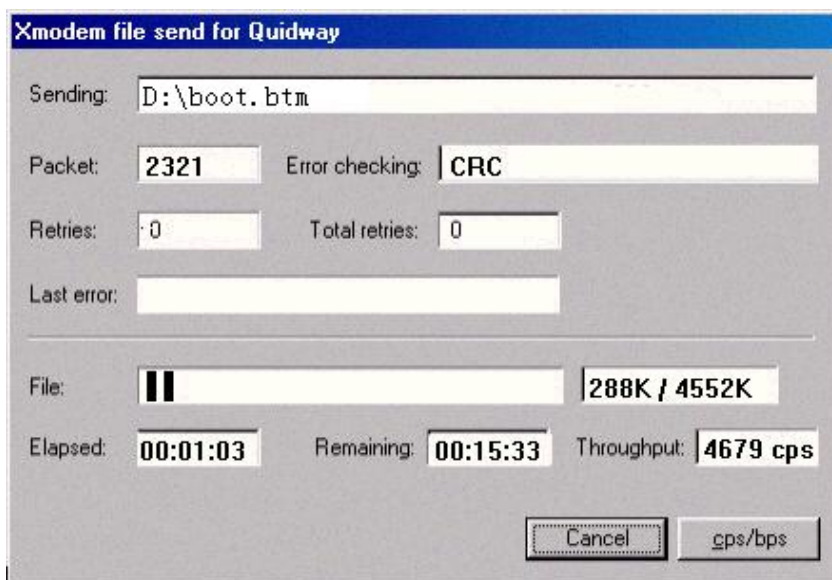 Xmodem file send for Quidway
Sending: D:\boot.btm
Packet: 2321 Error checking: CRC
Retries: 0 Total retries: 0
Last error:
File: 288K / 4552K
Elapsed: 00:01:03 Remaining: 00:15:33 Throughput: 4679 cps
Cancel cps/bps